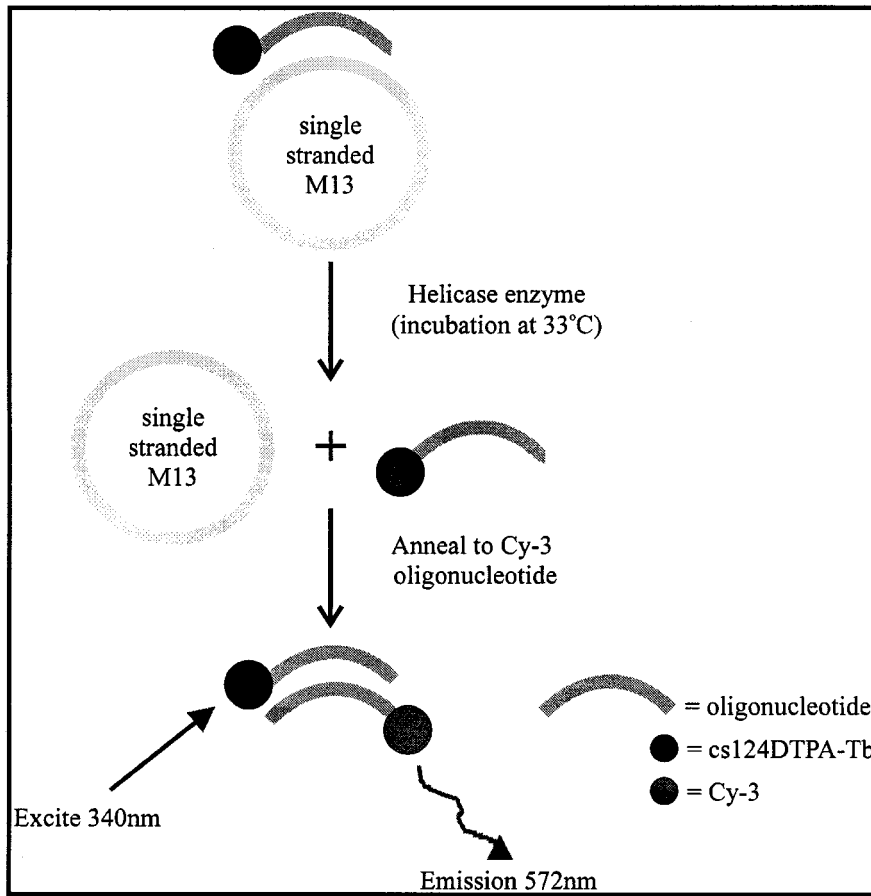 single
stranded
M13
Helicase enzyme
(incubation at 33°C)
single
stranded
M13
+
Anneal to Cy-3
oligonucleotide
= oligonucleotide
= cs124DTPA-Tb
= Cy-3
Excite 340nm
Emission 572nm